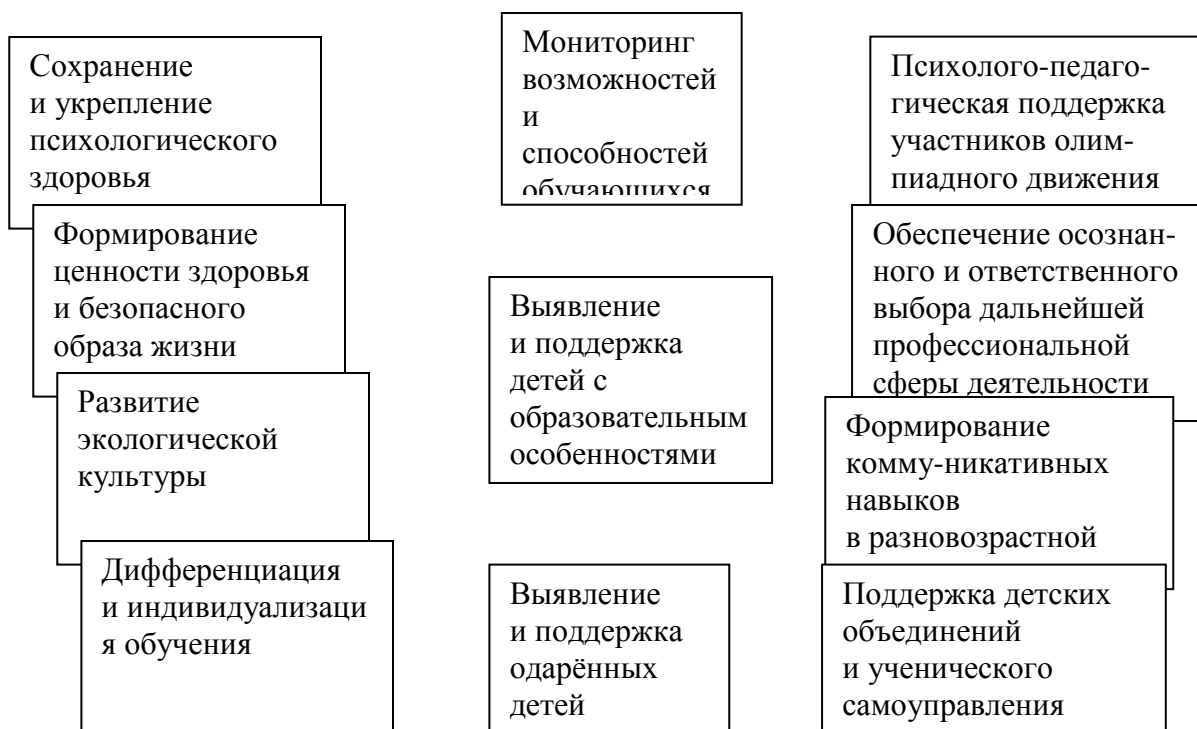 Сохранение
и укрепление
психологического
здоровья
Формирование
ценности здоровья
и безопасного
образа жизни
Развитие
экологической
культуры
Дифференциация
и индивидуализаци
я обучения
Мониторинг
возможностей
и
способностей
обучающихся
Выявление
и поддержка
детей с
образовательным
особенностями
Выявление
и поддержка
одарённых
детей
Психолого-педаго-
гическая поддержка
участников олим-
пиадного движения
Обеспечение осознан-
ного и ответственного
выбора дальнейшей
профессиональной
сферы деятельности
Формирование
комму-никативных
навыков
в разновозрастной
Поддержка детских
объединений
и ученического
самоуправления